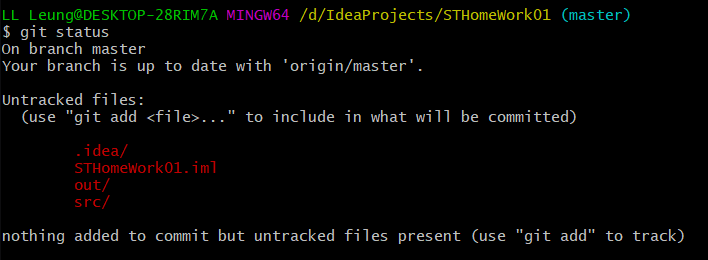 LL Leung@DESKTOP-28RIM7A MINGW64 /d/IdeaProjects/STHomeWork01 (master)
$ git status
On branch master
Your branch is up to date with 'origin/master'.
Untracked files:
(use "git add <file>..." to include in what will be committed)
.idea/
STHomeWork01.iml
out/
src/
nothing added to commit but untracked files present (use "git add" to track)